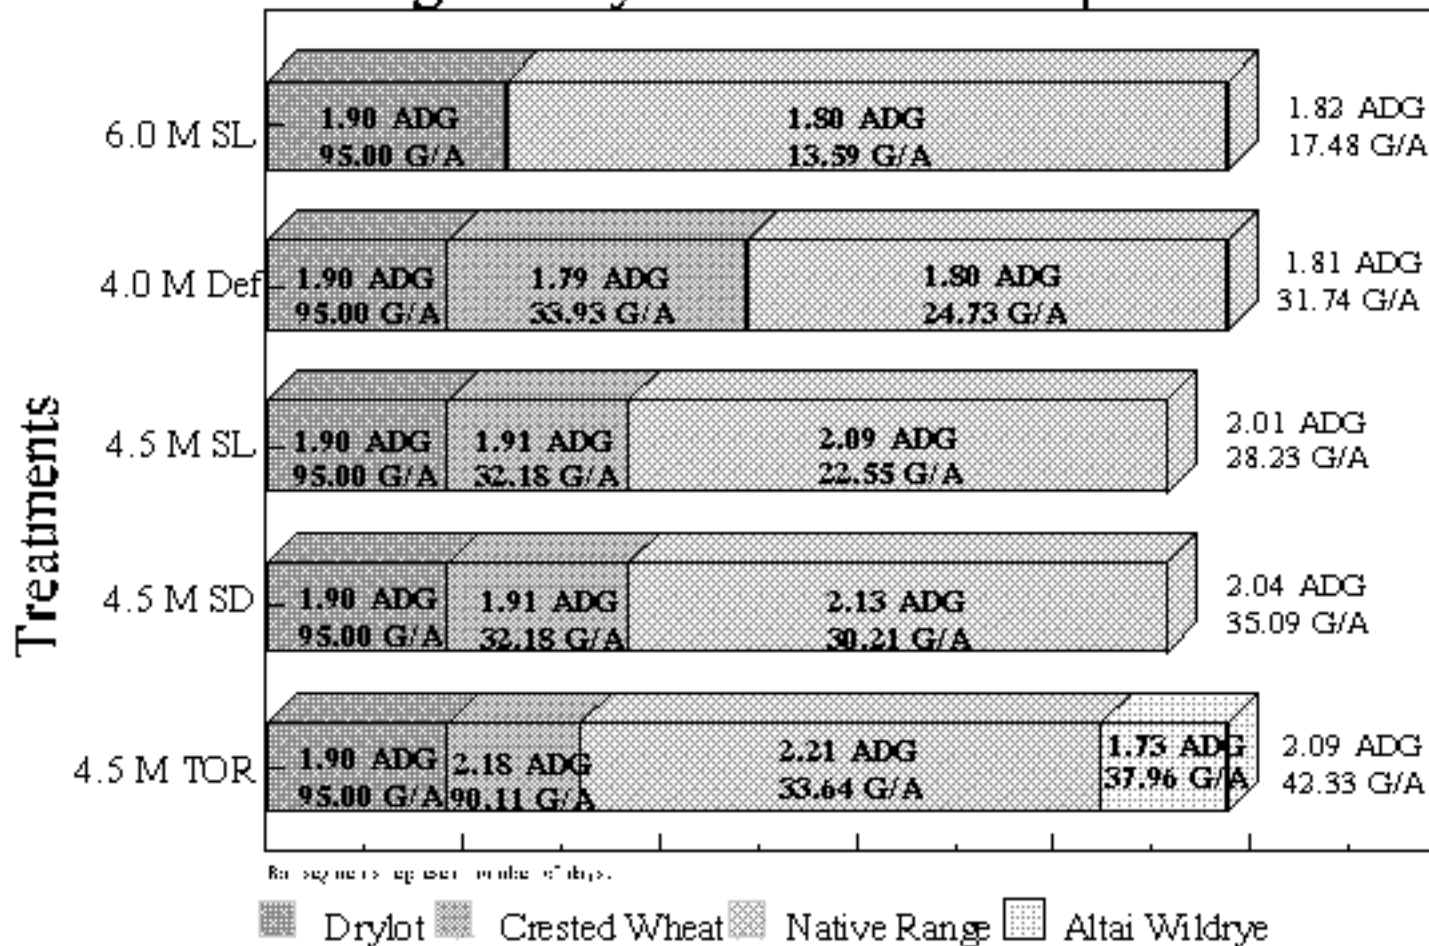 Treatments
6.0 M SL
1.90 ADG
95.00 G/A
1.80 ADG
13.59 G/A
1.82 ADG
17.48 G/A
4.0 M Def
1.90 ADG
95.00 G/A
1.79 ADG
33.93 G/A
1.80 ADG
24.73 G/A
1.81 ADG
31.74 G/A
4.5 M SL
1.90 ADG
95.00 G/A
1.91 ADG
32.18 G/A
2.09 ADG
22.55 G/A
2.01 ADG
28.23 G/A
4.5 M SD
1.90 ADG
95.00 G/A
1.91 ADG
32.18 G/A
2.13 ADG
30.21 G/A
2.04 ADG
35.09 G/A
4.5 M TOR
1.90 ADG
95.00 G/A
2.18 ADG
90.11 G/A
2.21 ADG
33.64 G/A
1.73 ADG
37.96 G/A
2.09 ADG
42.33 G/A
Bar segments represent number of days.
Drylot Crested Wheat Native Range Altai Wildrye